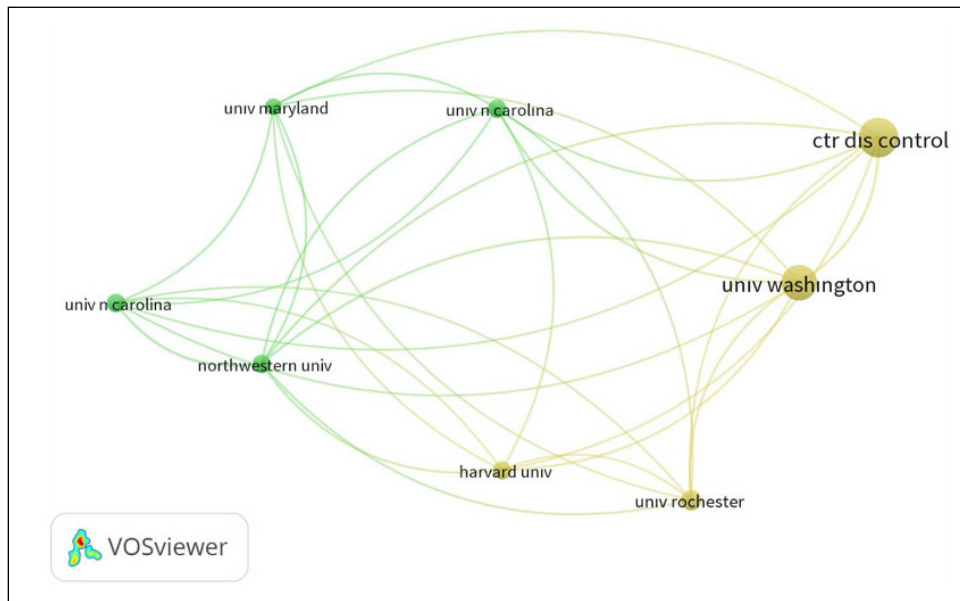 univ maryland
univ n carolina
ctr dis control
univ washington
univ n carolina
northwestern univ
harvard univ
univ rochester
VOSviewer